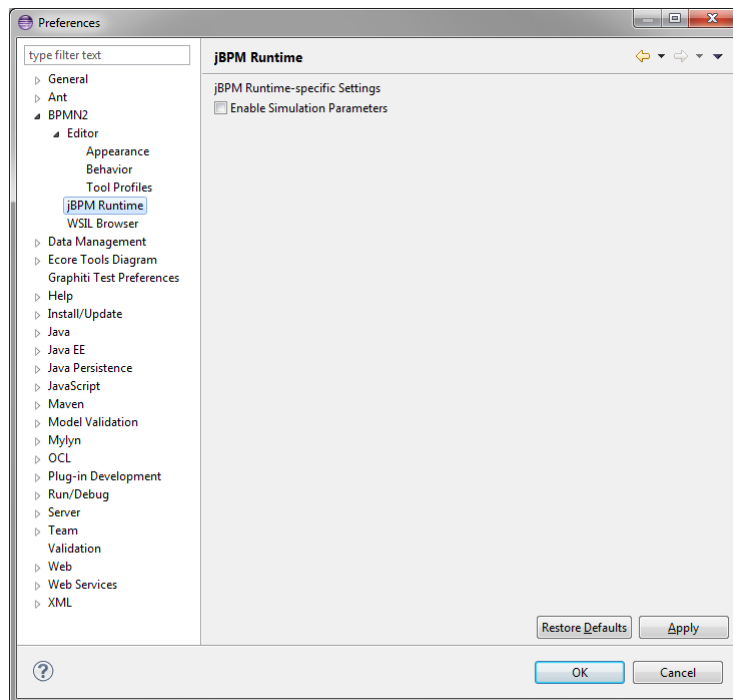 Preferences
type filter text
General
Ant
BPMN2
Editor
Appearance
Behavior
Tool Profiles
jBPM Runtime
WSIL Browser
Data Management
Ecore Tools Diagram
Graphiti Test Preferences
Help
Install/Update
Java
Java EE
Java Persistence
JavaScript
Maven
Model Validation
Mylyn
OCL
Plug-in Development
Run/Debug
Server
Team
Validation
Web
Web Services
XML
jBPM Runtime
jBPM Runtime-specific Settings
Enable Simulation Parameters
Restore Defaults
Apply
?
OK
Cancel